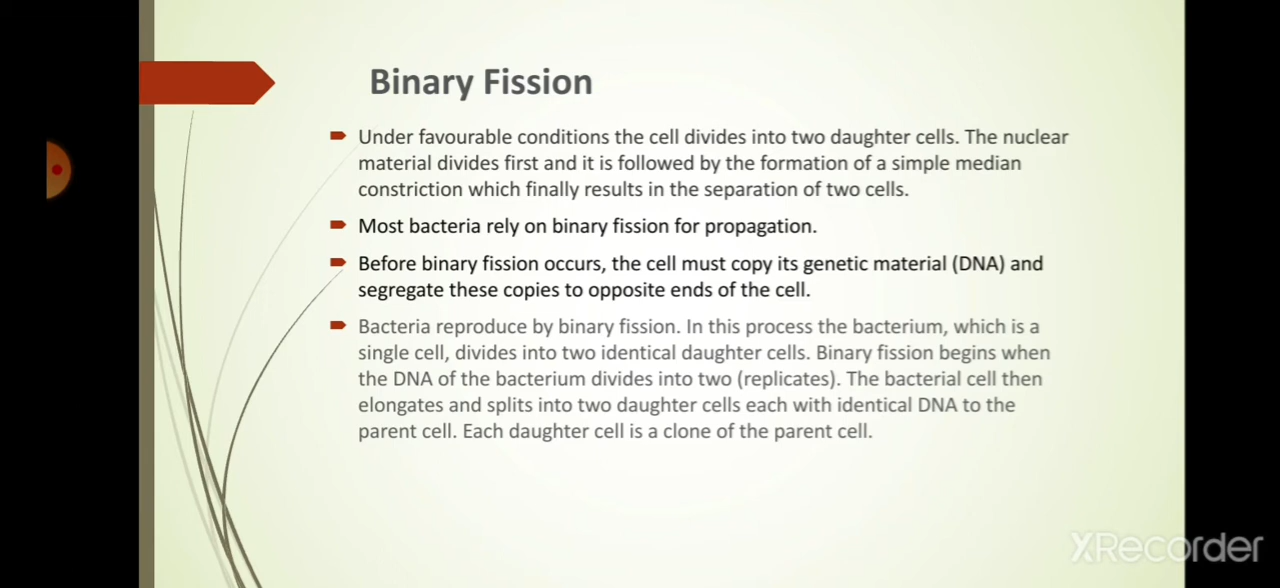 Binary Fission
Under favourable conditions the cell divides into two daughter cells. The nuclear
material divides first and it is followed by the formation of a simple median
constriction which finally results in the separation of two cells.
Most bacteria rely on binary fission for propagation.
Before binary fission occurs, the cell must copy its genetic material (DNA) and
segregate these copies to opposite ends of the cell.
Bacteria reproduce by binary fission. In this process the bacterium, which is a
single cell, divides into two identical daughter cells. Binary fission begins when
the DNA of the bacterium divides into two (replicates). The bacterial cell then
elongates and splits into two daughter cells each with identical DNA to the
parent cell. Each daughter cell is a clone of the parent cell.
XRecorder